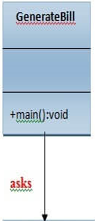 GenerateBill
+main():void
asks